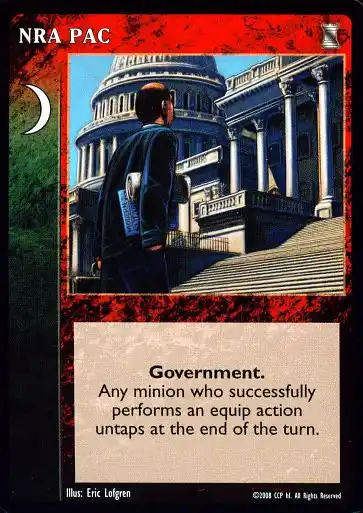 NRA PAC
Government.
Any minion who successfully
performs an equip action
untaps at the end of the turn.
Illus: Eric Lofgren
©2008 CCP hf. All Rights Reserved